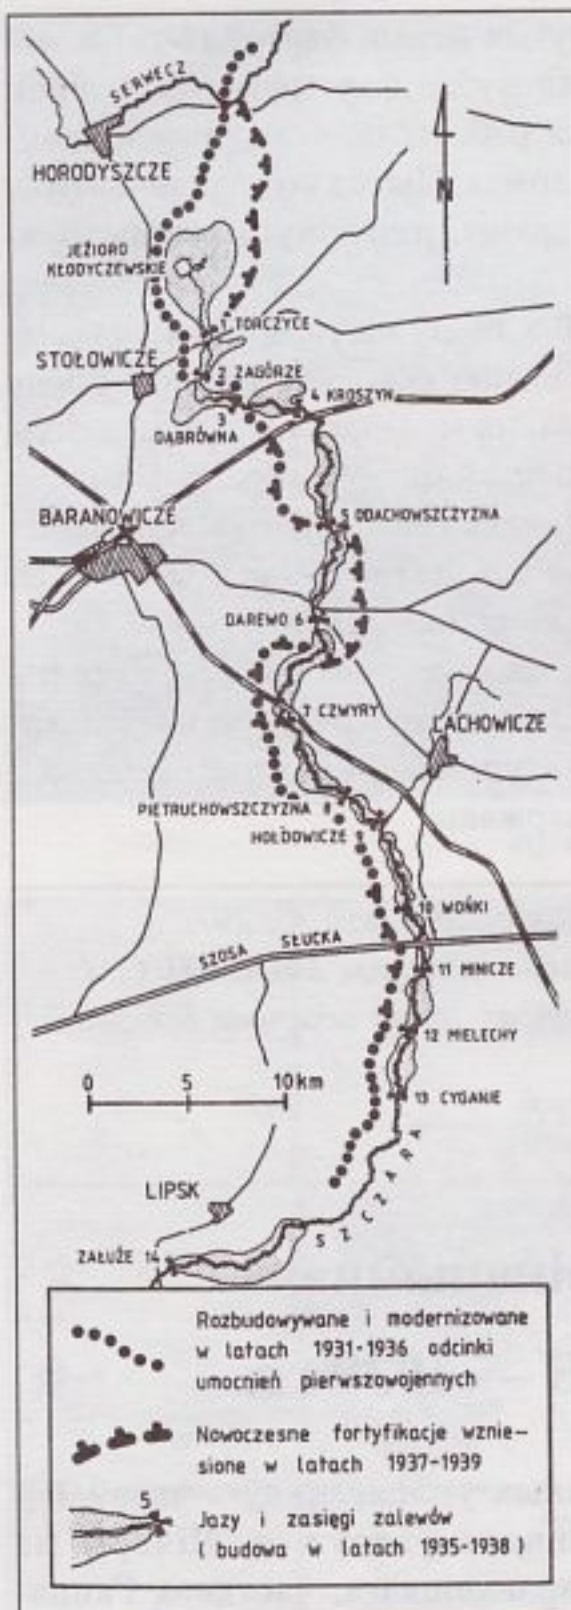 SERWECZ
HORODYSZCZE
N
JEZIORO
KŁODYCZEWSKIE
1 TORCZYCE
STOŁOWICZE
2 ZAGÓRZE
4 KROSZYN
3
DĄBRÓWNA
BARANOWICZE
5 ODACHOWSZCZYZNA
DAREWO 6
7 CZWYRY
LACHOWICZE
PIETRUCHOWSZCZYZNA 8
HOŁDOWICZE 9
10 WOŃKI
SZOSA SŁUCKA
11 MINICZE
12 MIELECHY
0 5 10 km
13 CYGANIE
SZCZARA
LIPSK
ZAŁUŻE 14
Rozbudowywane i modernizowane
w latach 1931-1936 odcinki
umocnień pierwszowojennych
Nowoczesne fortyfikacje wznie-
sione w latach 1937-1939
5
Jazy i zasięgi zalewów
( budowa w latach 1935-1938 )